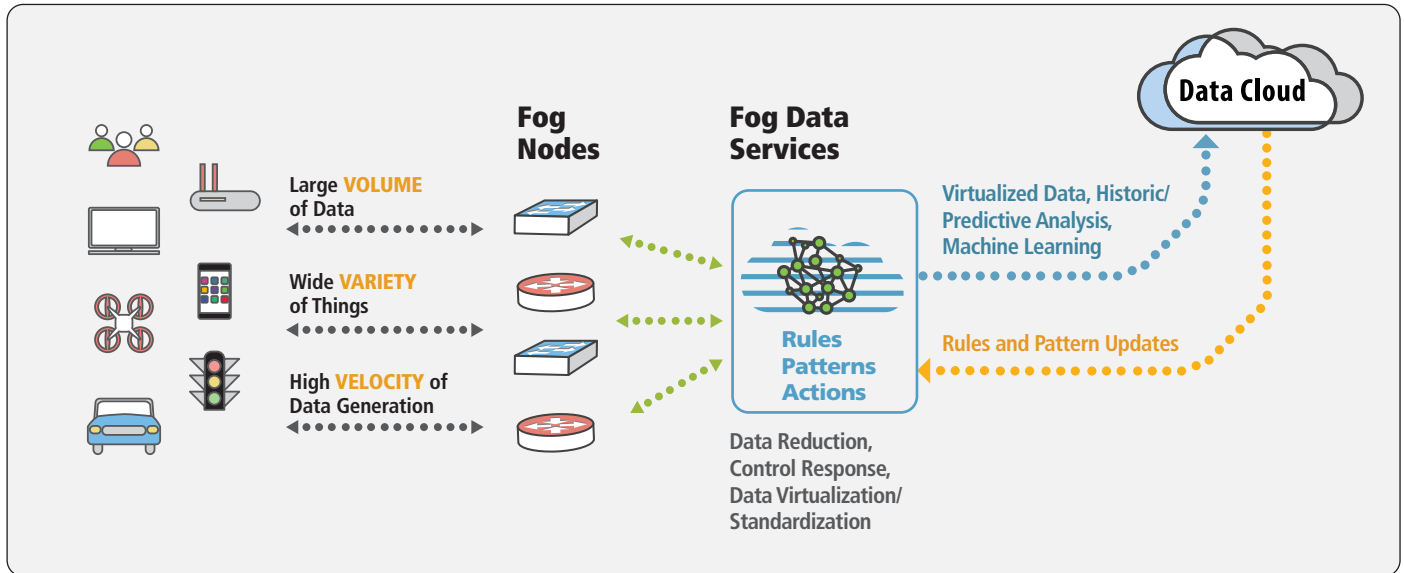 Data Cloud
Fog
Nodes
Fog Data
Services
Large VOLUME
of Data
Wide VARIETY
of Things
High VELOCITY of
Data Generation
Rules
Patterns
Actions
Data Reduction,
Control Response,
Data Virtualization/
Standardization
Virtualized Data, Historic/
Predictive Analysis,
Machine Learning
Rules and Pattern Updates